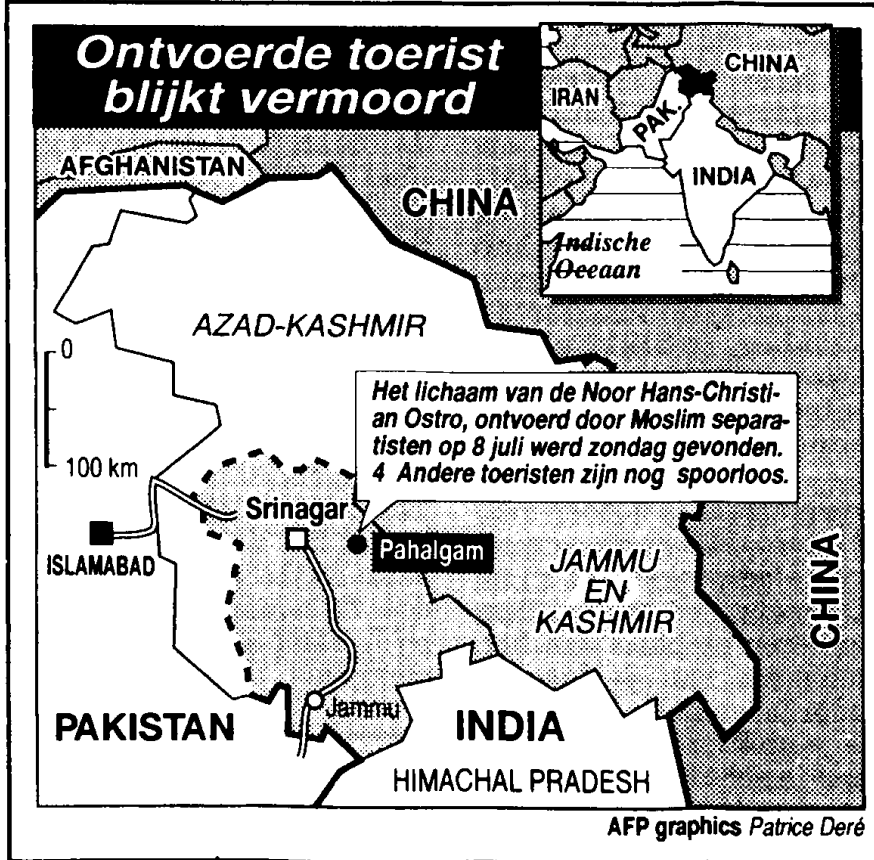 Ontvoerde toerist
blijkt vermoord
CHINA
IRAN
PAK.
INDIA
Indische
Oceaan
AFGHANISTAN
CHINA
AZAD-KASHMIR
0
100 km
Het lichaam van de Noor Hans-Christi-
an Ostro, ontvoerd door Moslim separa-
tisten op 8 juli werd zondag gevonden.
4 Andere toeristen zijn nog spoorloos.
Srinagar
Pahalgam
ISLAMABAD
JAMMU
EN
KASHMIR
CHINA
Jammu
PAKISTAN
INDIA
HIMACHAL PRADESH
AFP graphics Patrice Deré